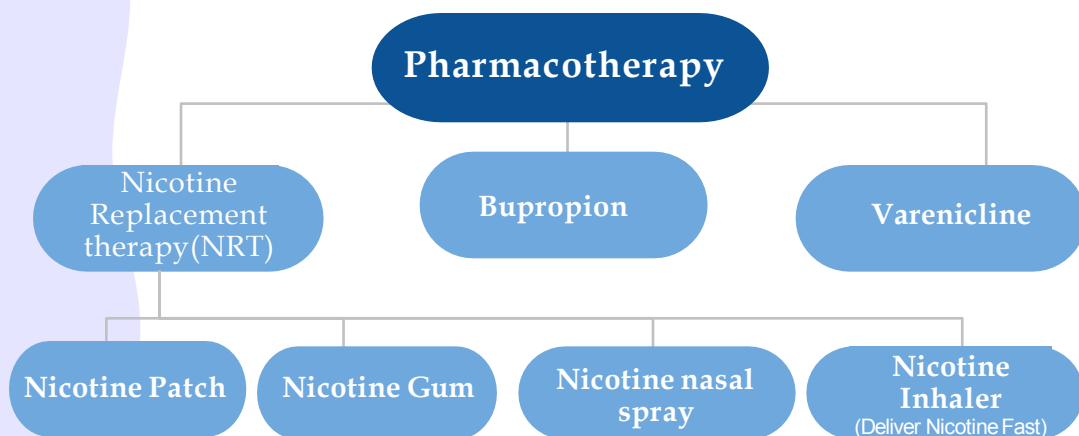 Pharmacotherapy
Nicotine
Replacement
therapy(NRT)
Bupropion
Varenicline
Nicotine Patch
Nicotine Gum
Nicotine nasal
spray
Nicotine
Inhaler
(Deliver Nicotine Fast)